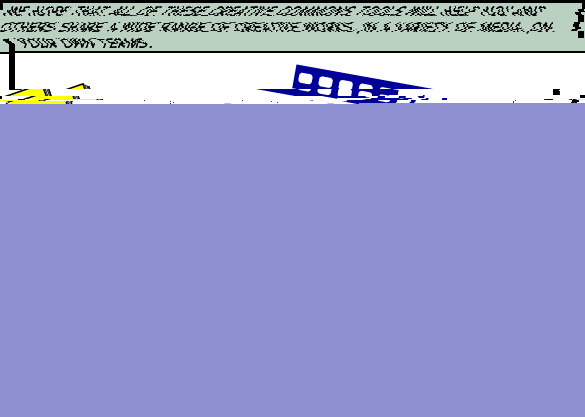 WE HOPE THAT ALL OF THESE CREATIVE COMMONS TOOLS WILL HELP YOU AND
OTHERS SHARE A WIDE RANGE OF CREATIVE WORKS, IN A VARIETY OF MEDIA, ON
YOUR OWN TERMS.